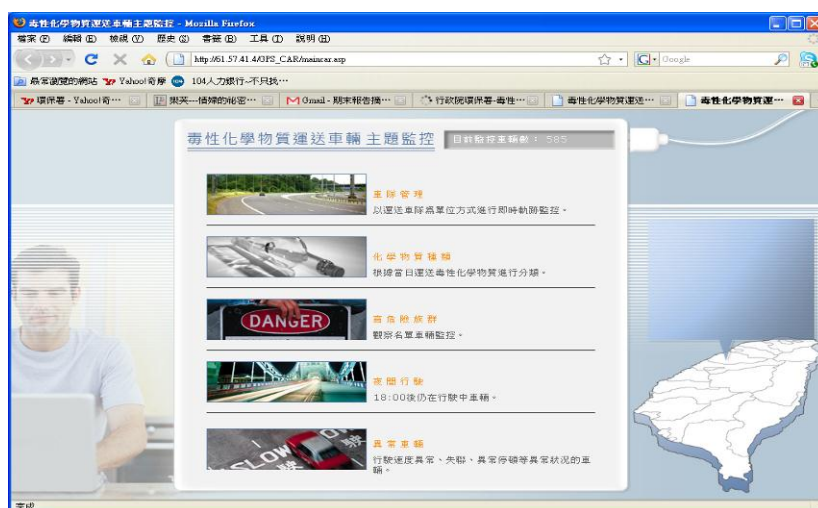 毒性化學物質運送車輛主題監控 - Mozilla Firefox
檔案(F) 編輯(E) 檢視(V) 歷史(S) 書籤(B) 工具(T) 說明(H)
http://61.57.41.4/GPS_CAR/maincar.asp
Google
最常瀏覽的網站 Yahoo!奇摩 104人力銀行-不只找…
環保署 - Yahoo!奇…
Gmail - 期末報告摘…
行政院環保署-毒性…
毒性化學物質運送…
毒性化學物質運…
毒性化學物質運送車輛主題監控
目前監控車輛數: 585
車隊管理
以運送車隊為單位方式進行即時軌跡監控。
化學物質種類
根據當日運送毒性化學物質進行分類。
DANGER
高危險族群
觀察名單車輛監控。
夜間行駛
18:00後仍在行駛中車輛。
SLOW
異常車輛
行駛速度異常、失聯、異常停頓等異常狀況的車
輛。
完成